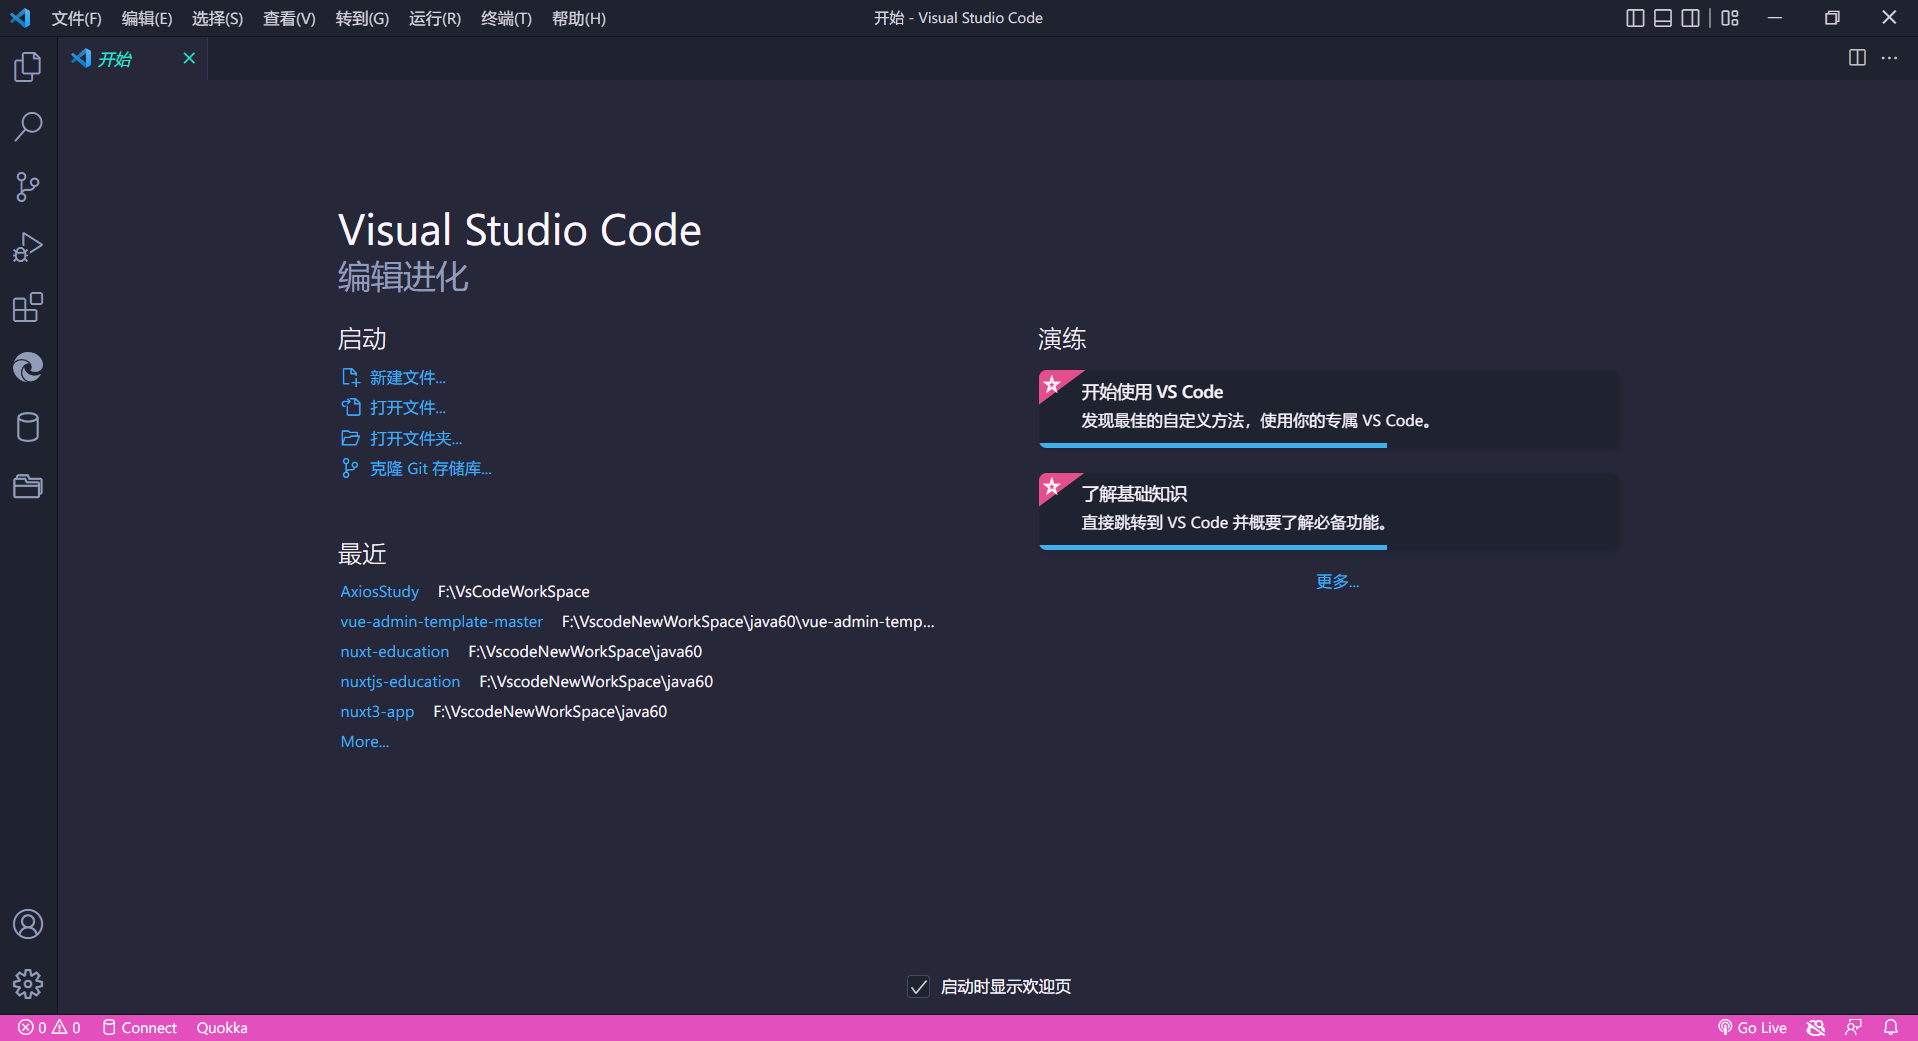 文件(F) 编辑(E) 选择(S) 查看(V) 转到(G) 运行(R) 终端(T) 帮助(H) 开始 - Visual Studio Code
开始
Visual Studio Code
编辑进化
启动
新建文件...
打开文件...
打开文件夹...
克隆 Git 存储库...
最近
AxiosStudy F:\VsCodeWorkSpace
vue-admin-template-master F:\VscodeNewWorkSpace\java60\vue-admin-temp...
nuxt-education F:\VscodeNewWorkSpace\java60
nuxtjs-education F:\VscodeNewWorkSpace\java60
nuxt3-app F:\VscodeNewWorkSpace\java60
More...
演练
开始使用 VS Code
发现最佳的自定义方法，使用你的专属 VS Code。
了解基础知识
直接跳转到 VS Code 并概要了解必备功能。
更多...
启动时显示欢迎页
0 0 Connect Quokka Go Live